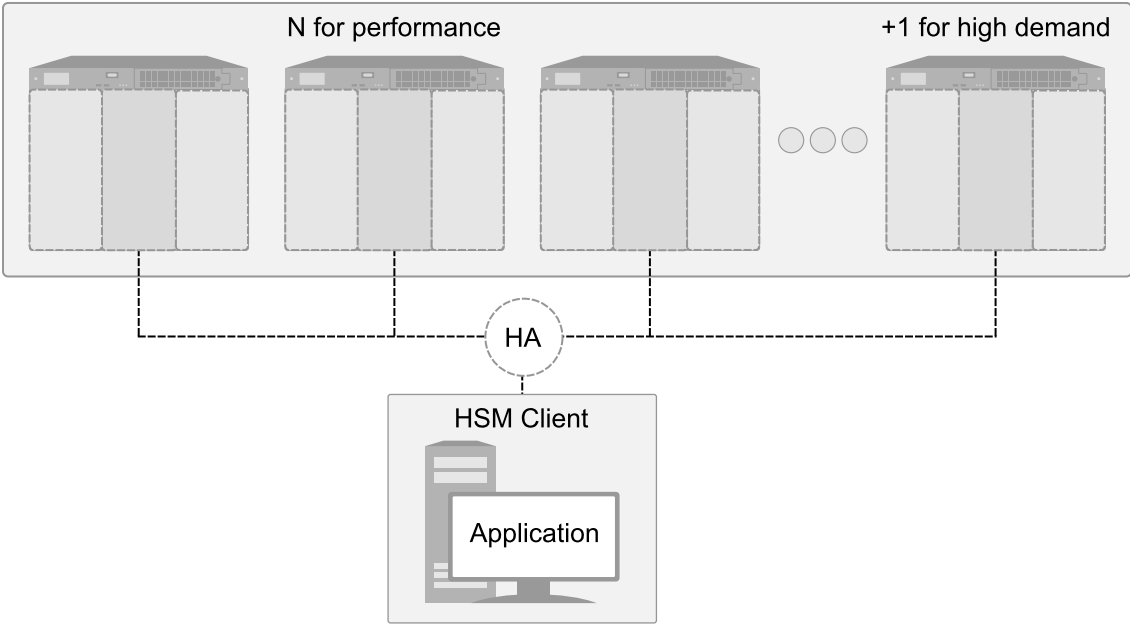 N for performance
+1 for high demand
HA
HSM Client
Application